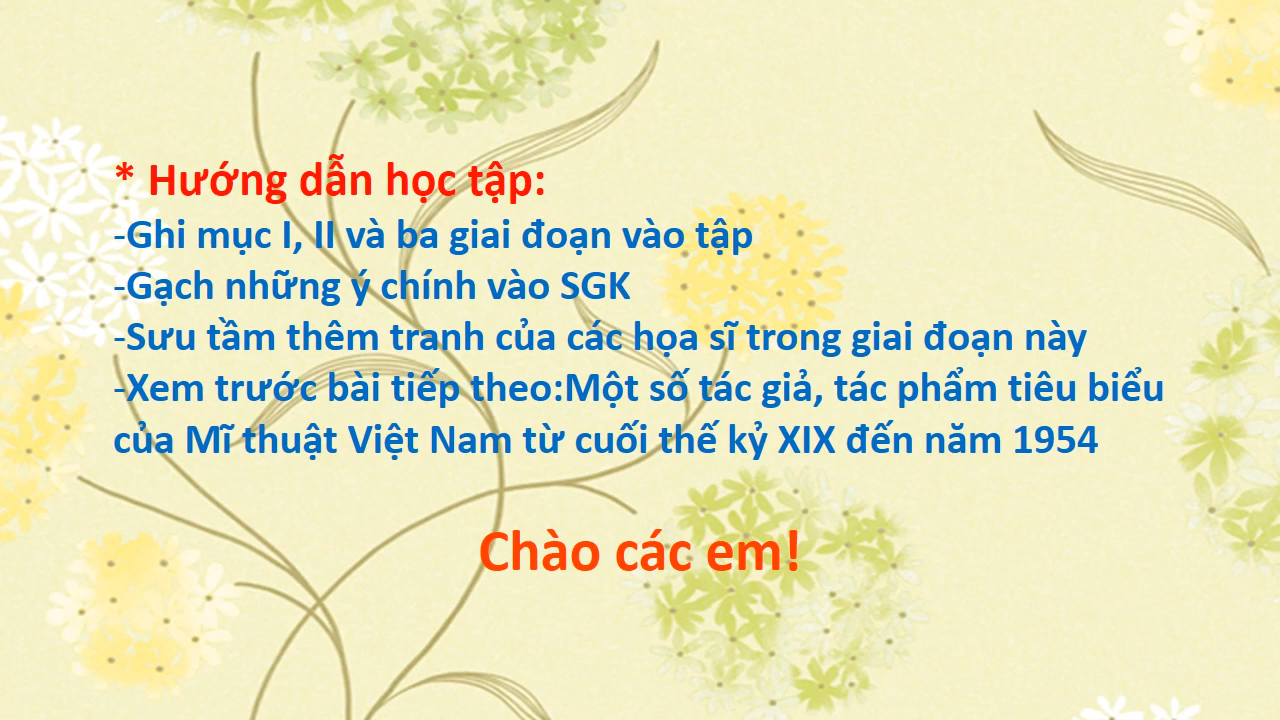 * Hướng dẫn học tập:
-Ghi mục I, II và ba giai đoạn vào tập
-Gạch những ý chính vào SGK
-Sưu tầm thêm tranh của các họa sĩ trong giai đoạn này
-Xem trước bài tiếp theo:Một số tác giả, tác phẩm tiêu biểu
của Mĩ thuật Việt Nam từ cuối thế kỷ XIX đến năm 1954
Chào các em!